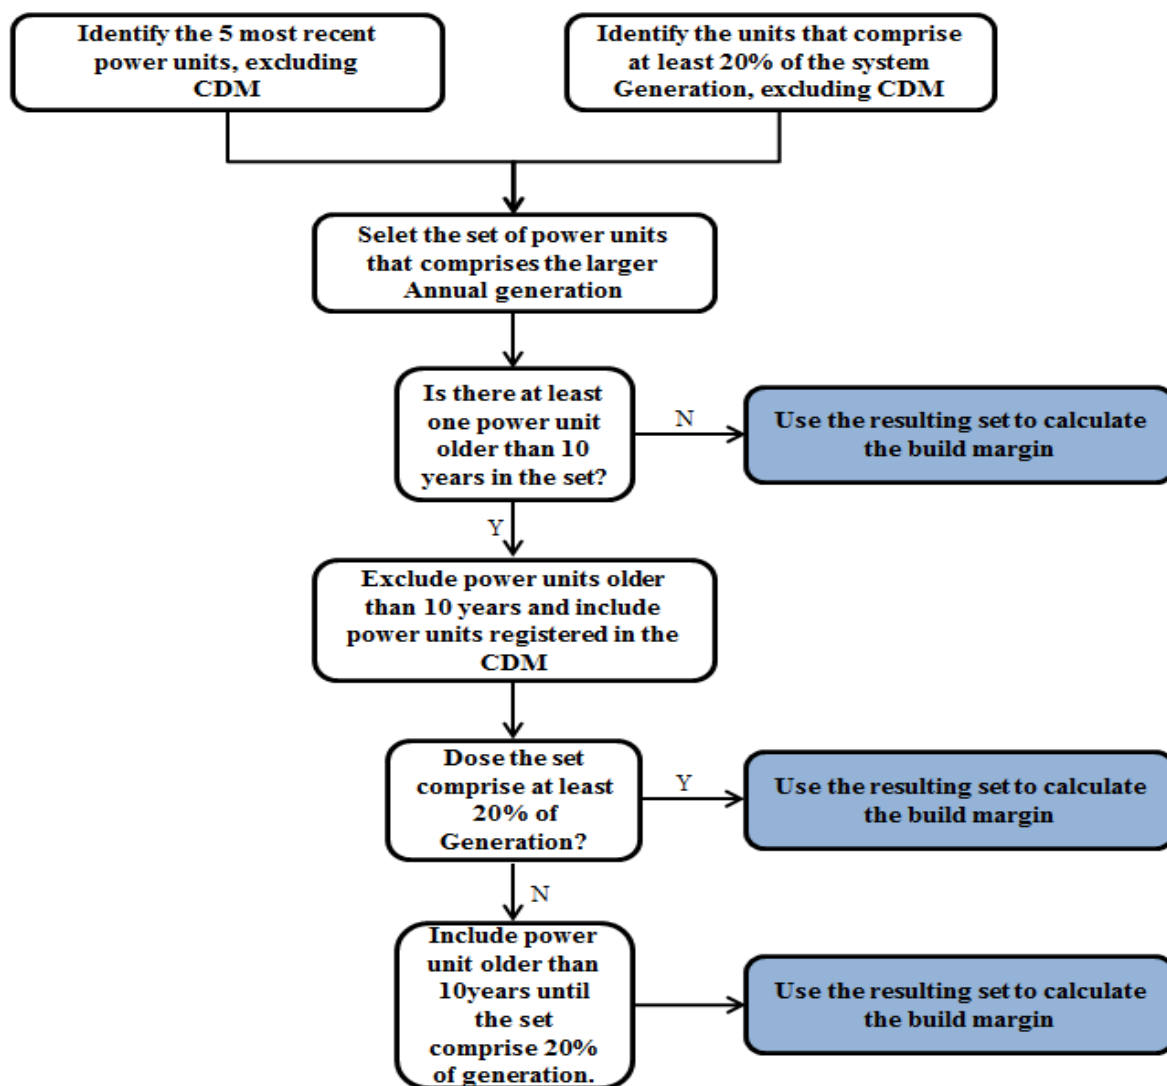 Identify the 5 most recent
power units, excluding
CDM
Identify the units that comprise
at least 20% of the system
Generation, excluding CDM
Selet the set of power units
that comprises the larger
Annual generation
Is there at least
one power unit
older than 10
years in the set?
N
Use the resulting set to calculate
the build margin
Y
Exclude power units older
than 10 years and include
power units registered in the
CDM
Dose the set
comprise at least
20% of
Generation?
Y
Use the resulting set to calculate
the build margin
N
Include power
unit older than
10years until
the set
comprise 20%
of generation.
Use the resulting set to calculate
the build margin